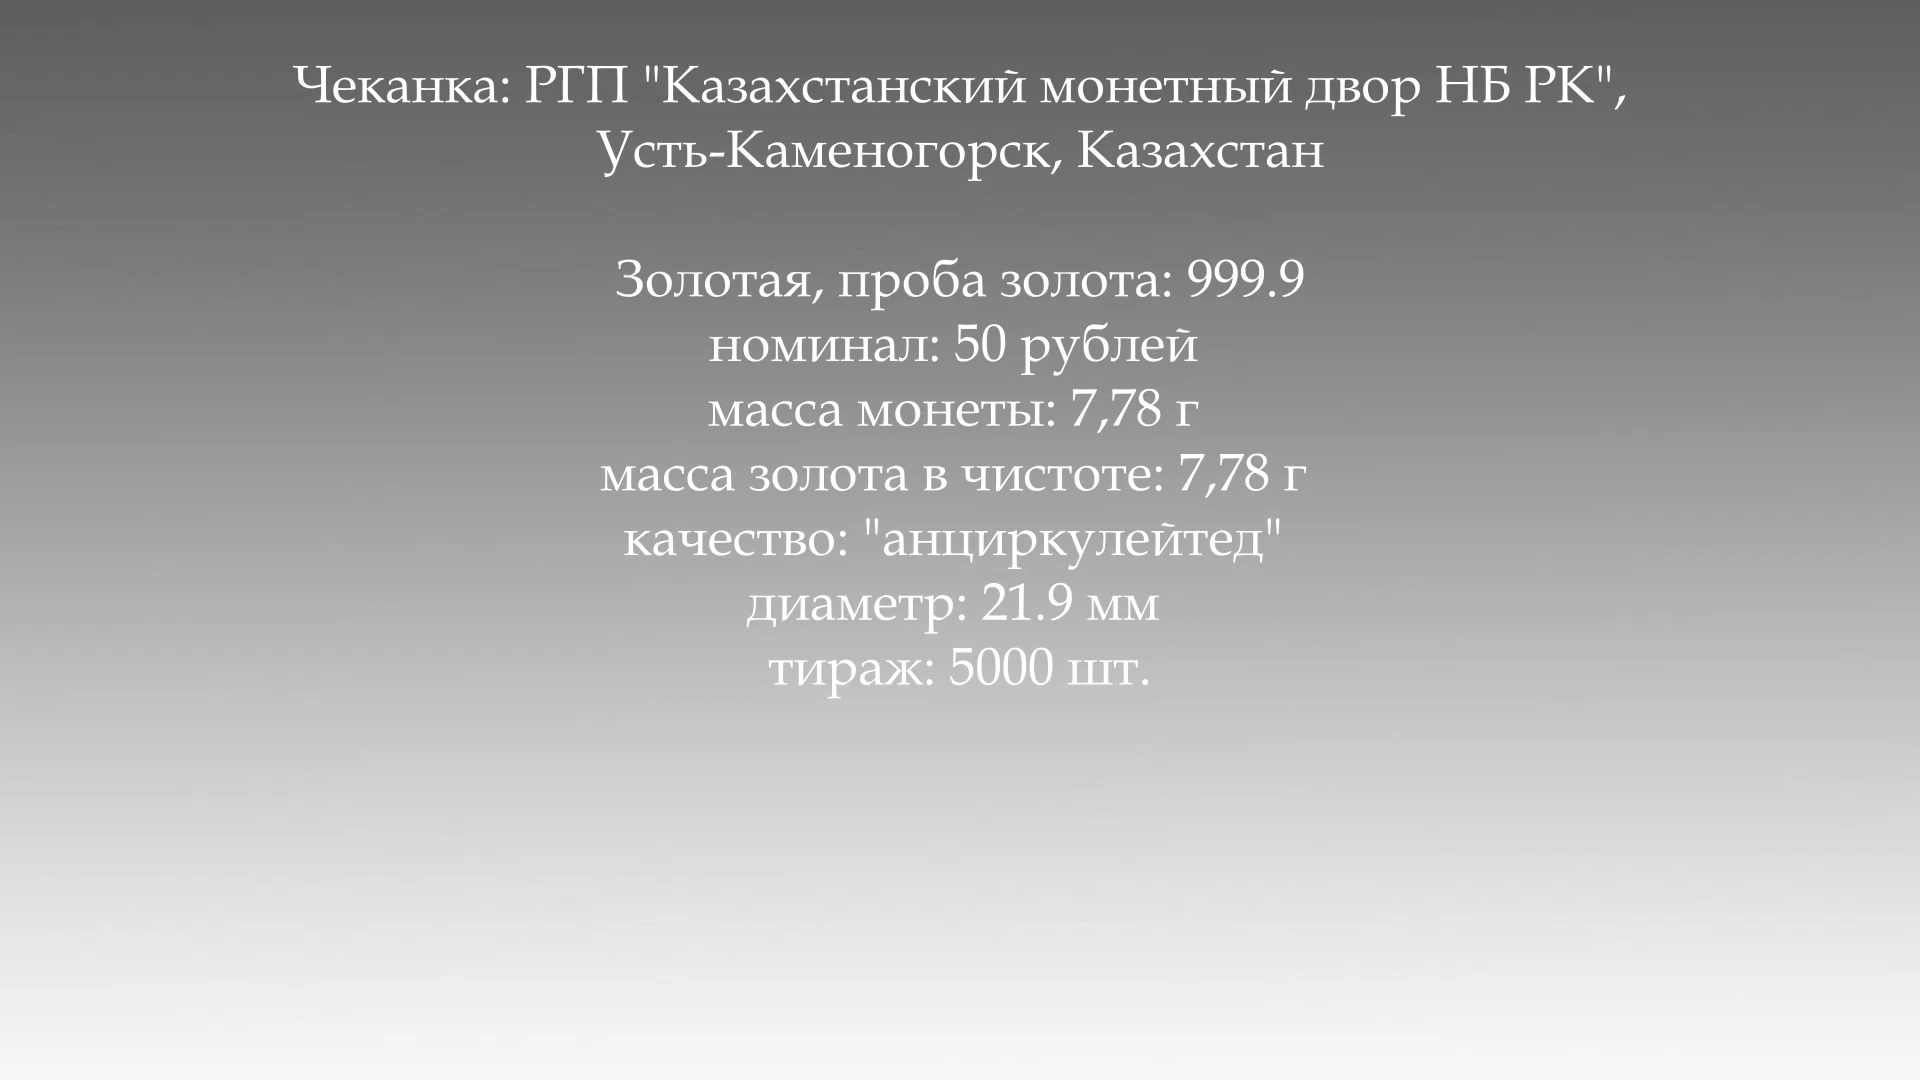 Чеканка: РГП "Казахстанский монетный двор НБ РК",
Усть-Каменогорск, Казахстан
Золотая, проба золота: 999.9
номинал: 50 рублей
масса монеты: 7,78 г
масса золота в чистоте: 7,78 г
качество: "анциркулейтед"
диаметр: 21.9 мм
тираж: 5000 шт.